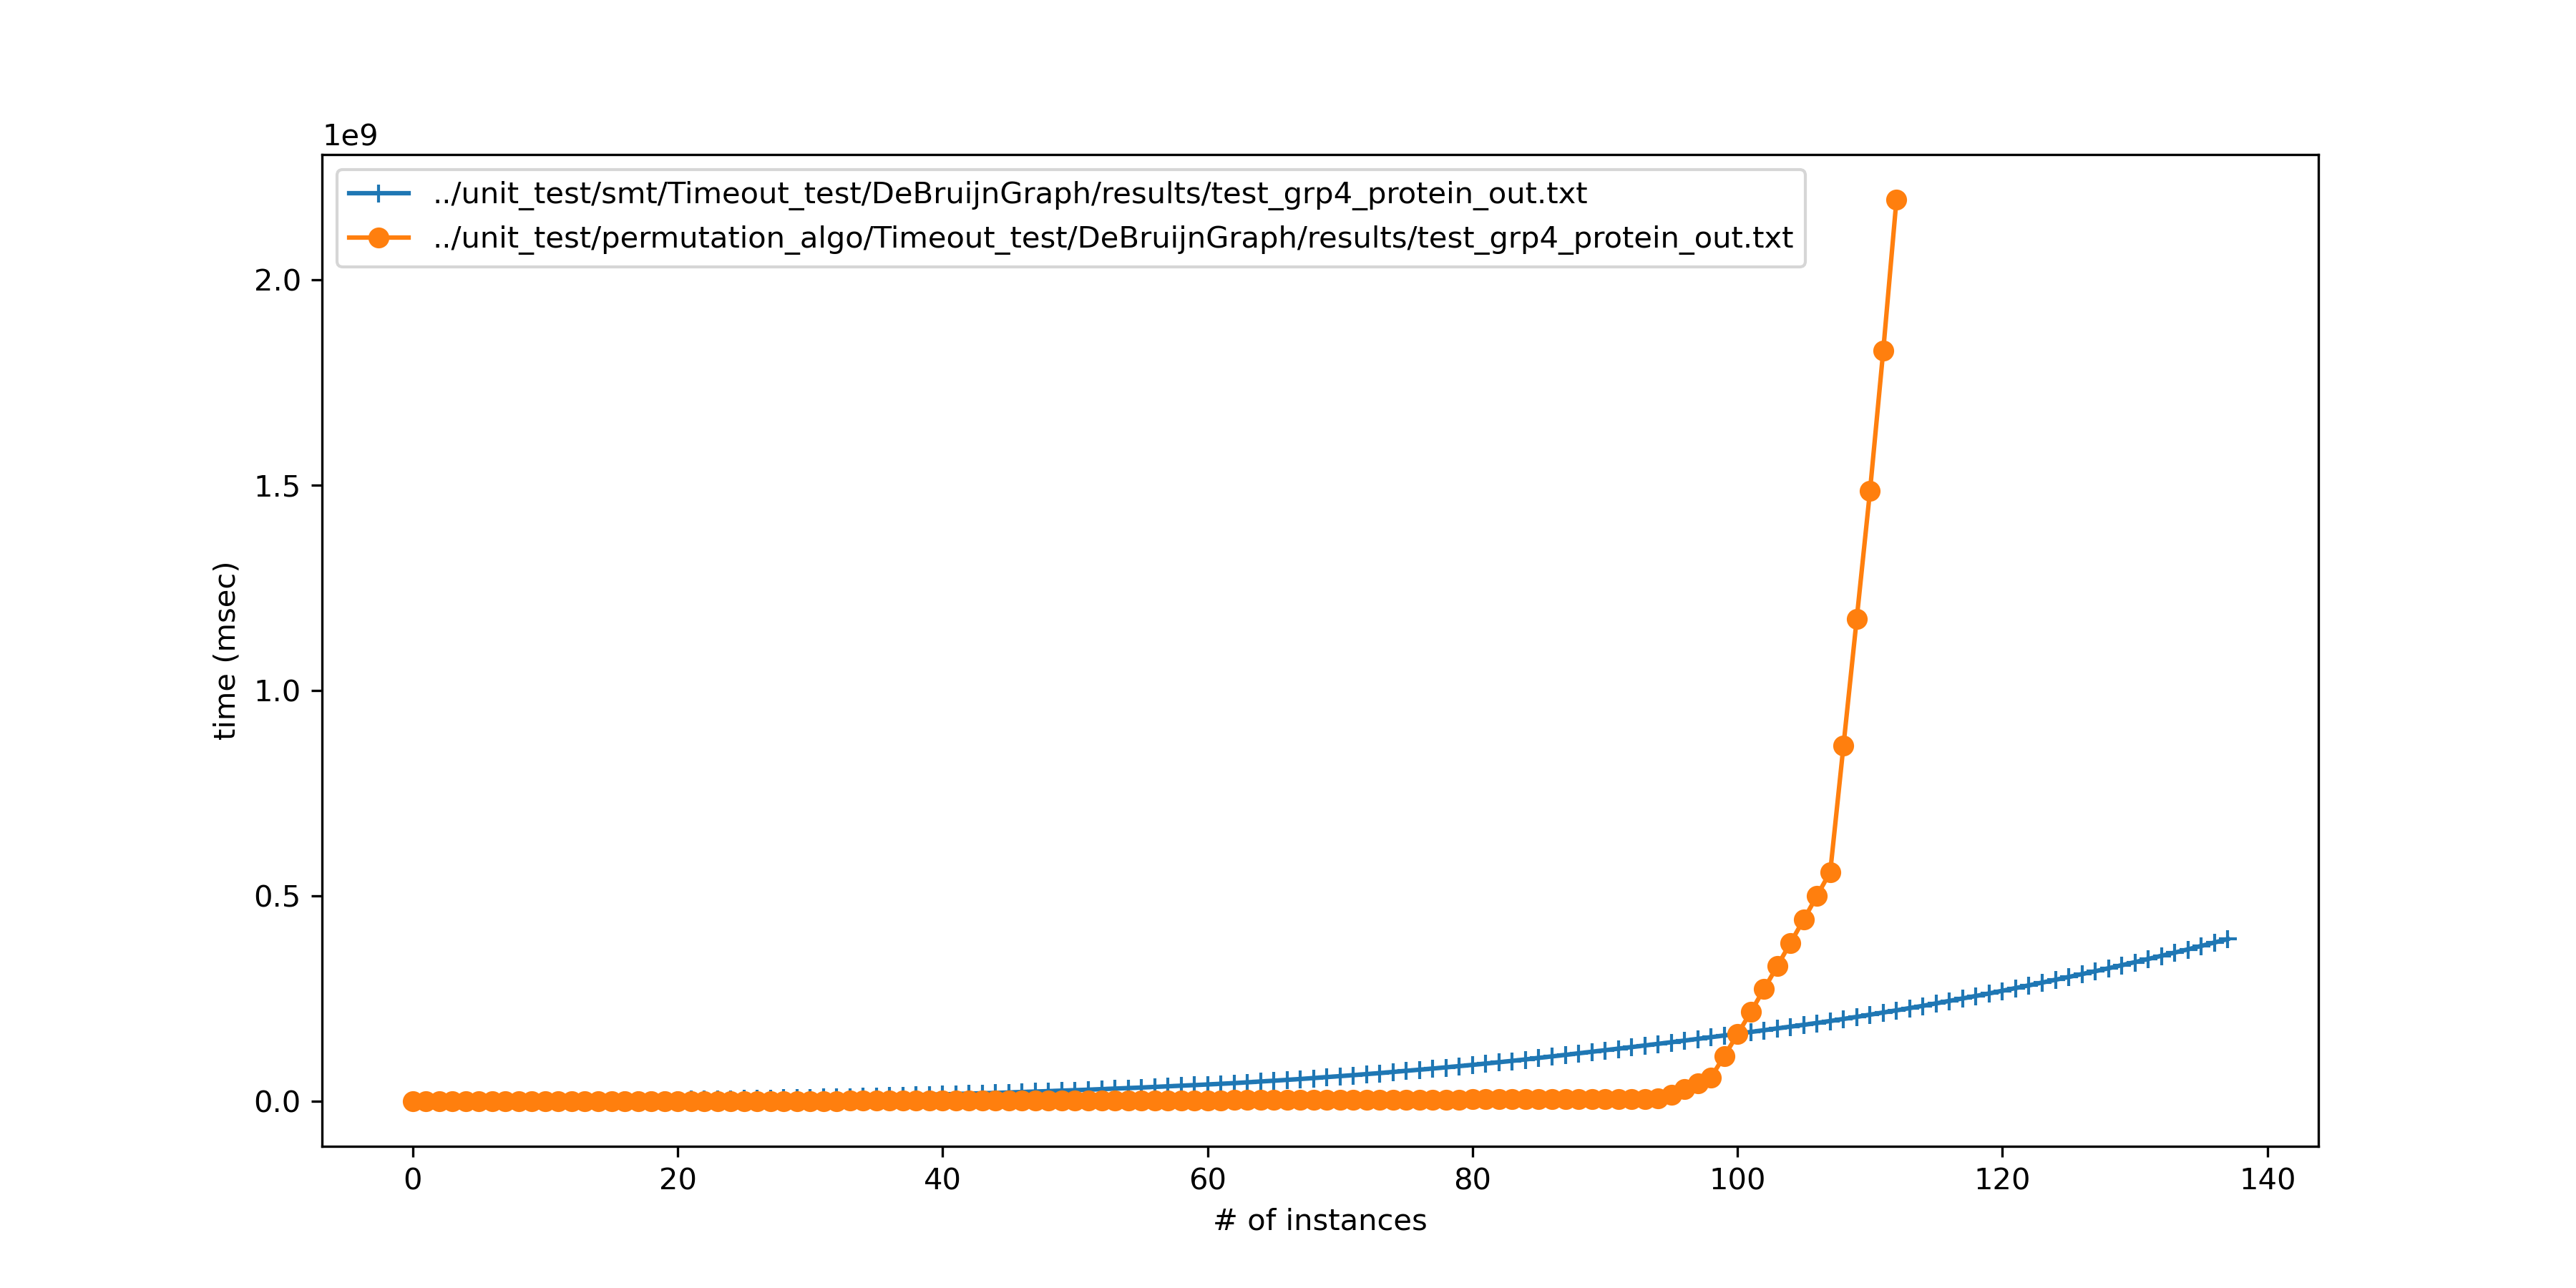 1e9
../unit_test/smt/Timeout_test/DeBruijnGraph/results/test_grp4_protein_out.txt
../unit_test/permutation_algo/Timeout_test/DeBruijnGraph/results/test_grp4_protein_out.txt
2.0
1.5
1.0
0.5
0.0
time (msec)
0 20 40 60 80 100 120 140
# of instances